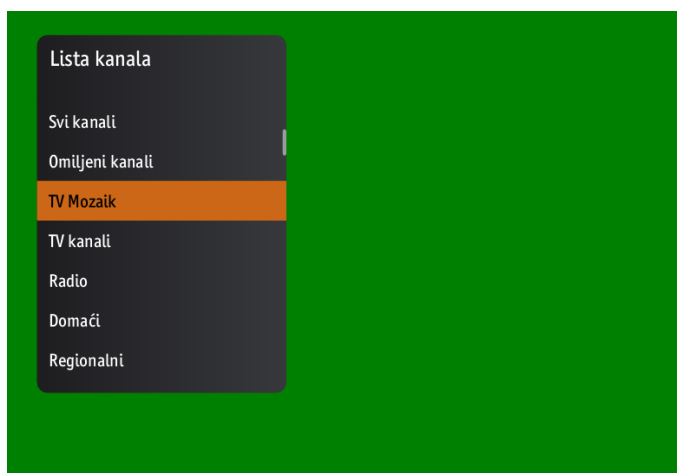 Lista kanala
Svi kanali
Omiljeni kanali
TV Mozaik
TV kanali
Radio
Domaći
Regionalni